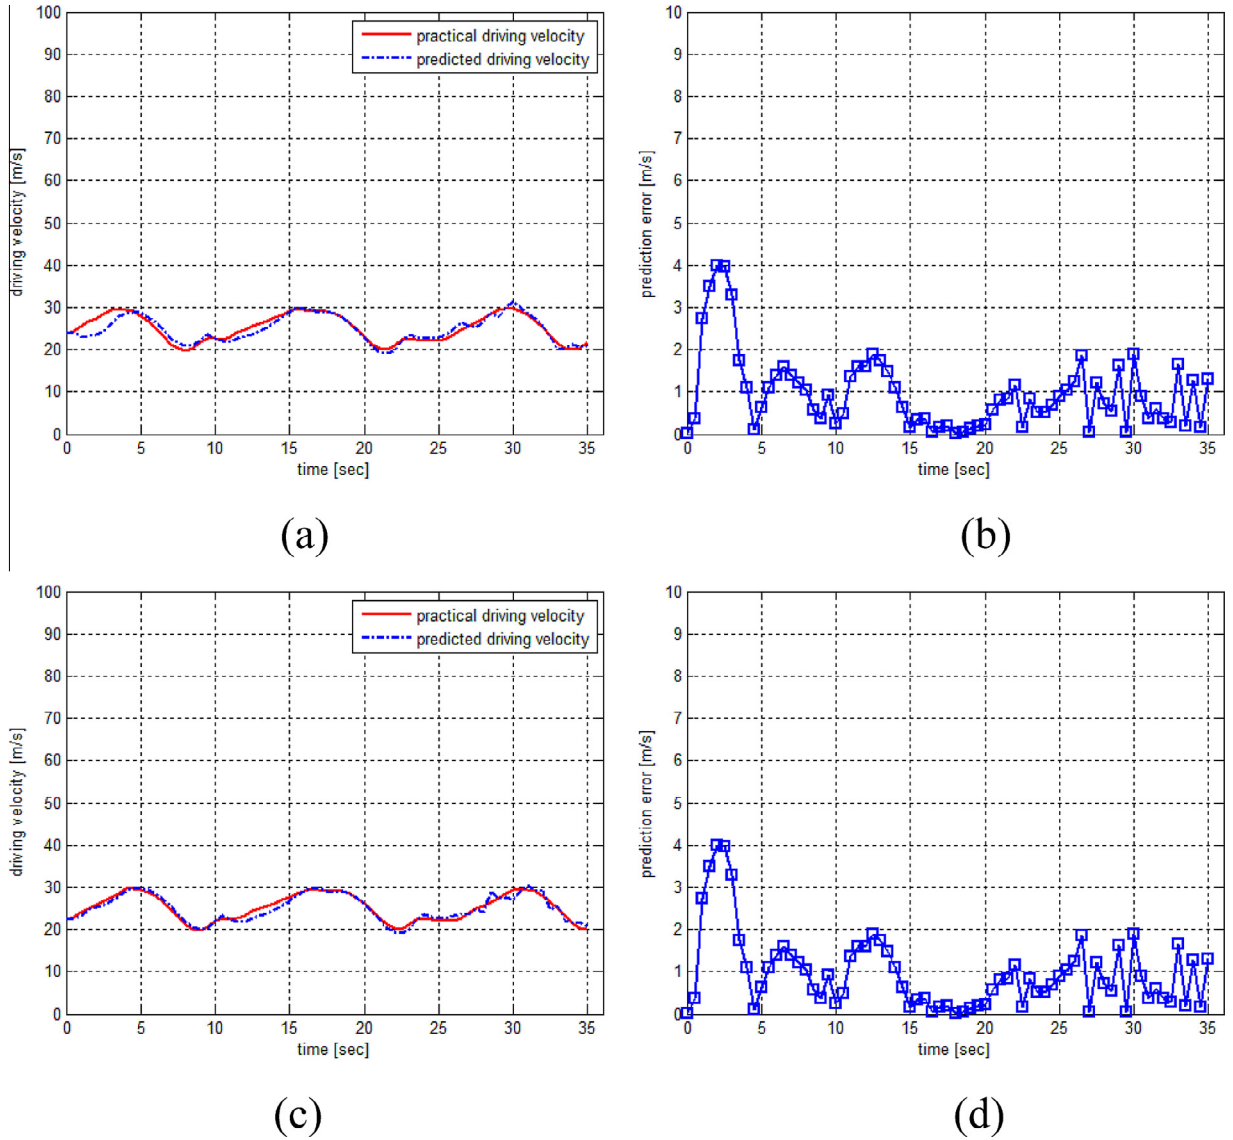 100
90
80
70
60
50
40
30
20
10
0
driving velocity [m/s]
practical driving velocity
predicted driving velocity
0 5 10 15 20 25 30 35
time [sec]
(a)
10
9
8
7
6
5
4
3
2
1
0
prediction error [m/s]
0 5 10 15 20 25 30 35
time [sec]
(b)
100
90
80
70
60
50
40
30
20
10
0
driving velocity [m/s]
practical driving velocity
predicted driving velocity
0 5 10 15 20 25 30 35
time [sec]
(c)
10
9
8
7
6
5
4
3
2
1
0
prediction error [m/s]
0 5 10 15 20 25 30 35
time [sec]
(d)